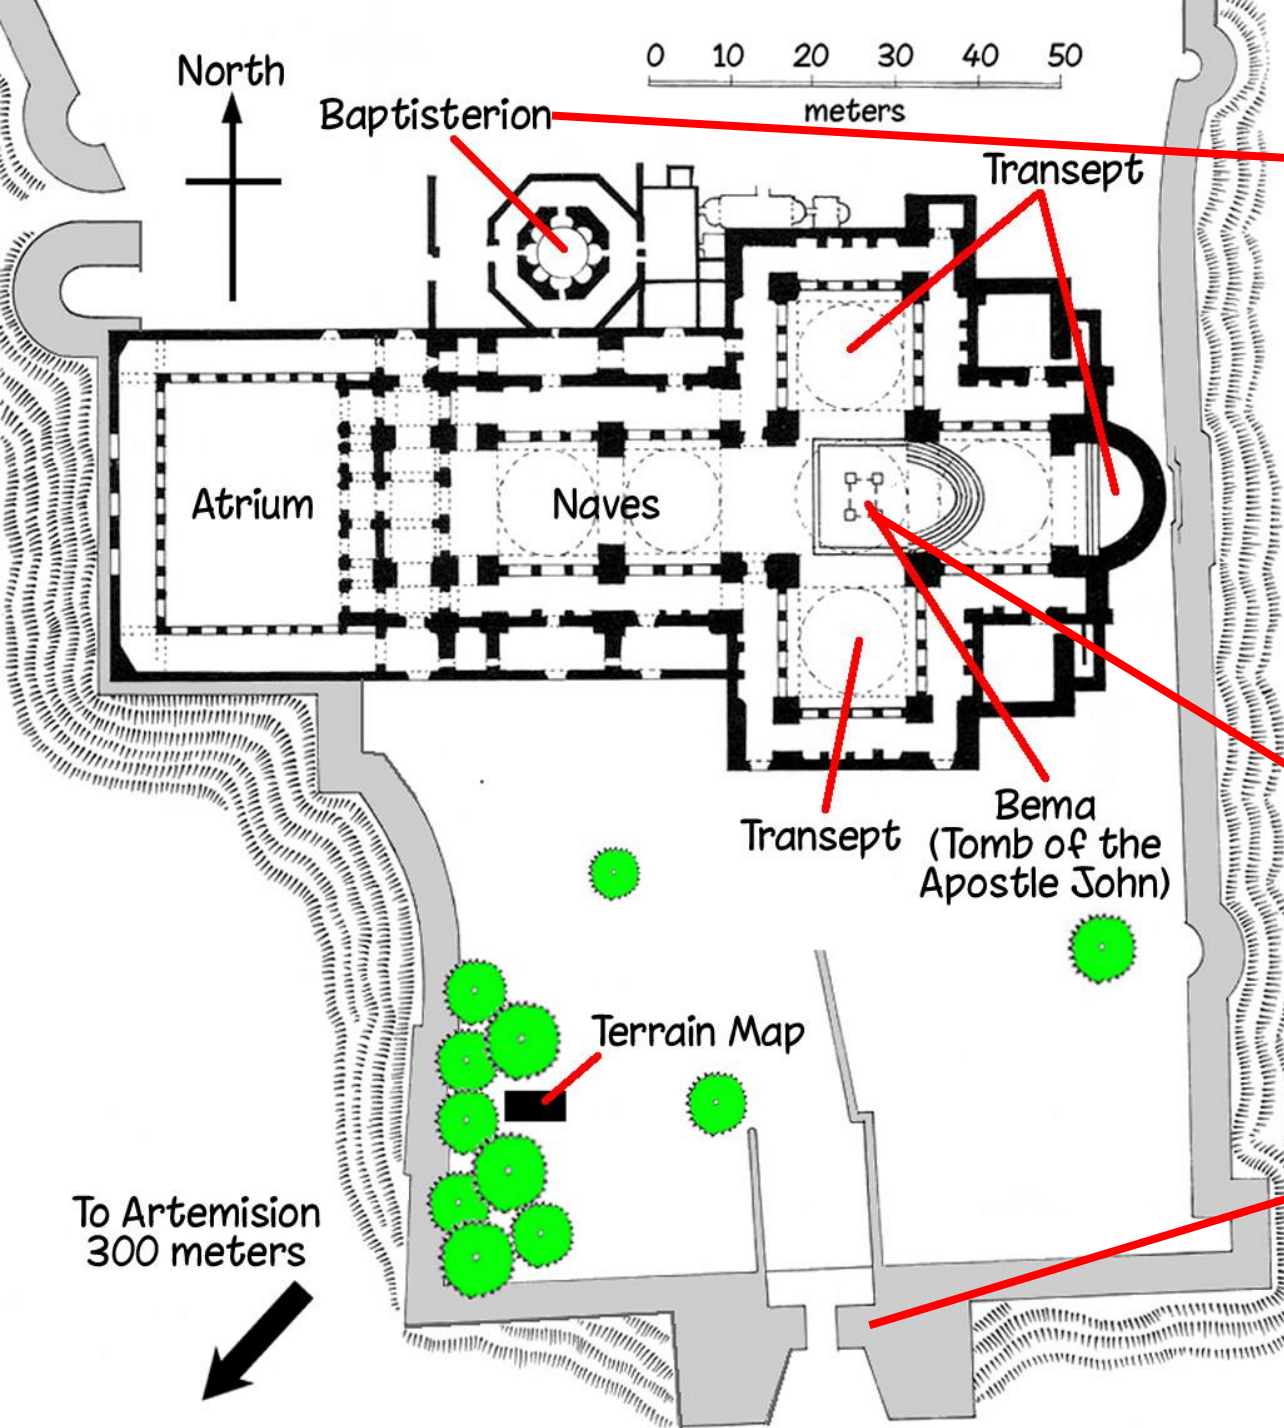 0 10 20 30 40 50
meters
North
Baptisterion
Transept
Atrium
Naves
Transept
Bema
(Tomb of the
Apostle John)
Terrain Map
To Artemision
300 meters